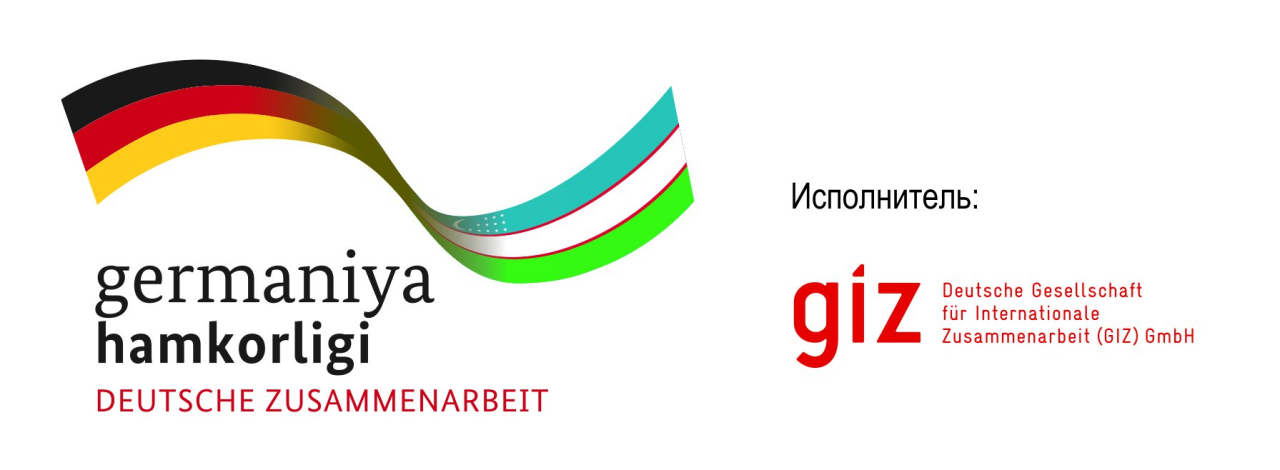 germaniya
hamkorligi
DEUTSCHE ZUSAMMENARBEIT
Исполнитель:
giz
Deutsche Gesellschaft
für Internationale
Zusammenarbeit (GIZ) GmbH